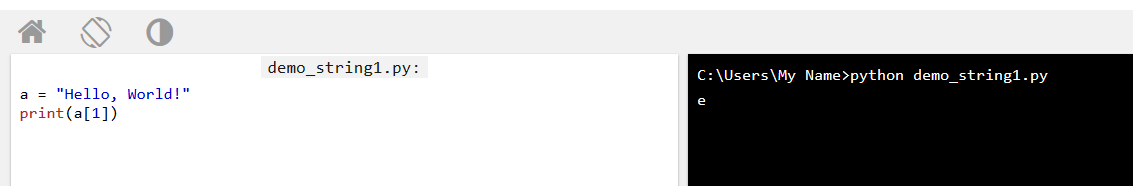 demo_string1.py:
a = "Hello, World!"
print(a[1])
C:\Users\My Name>python demo_string1.py
e